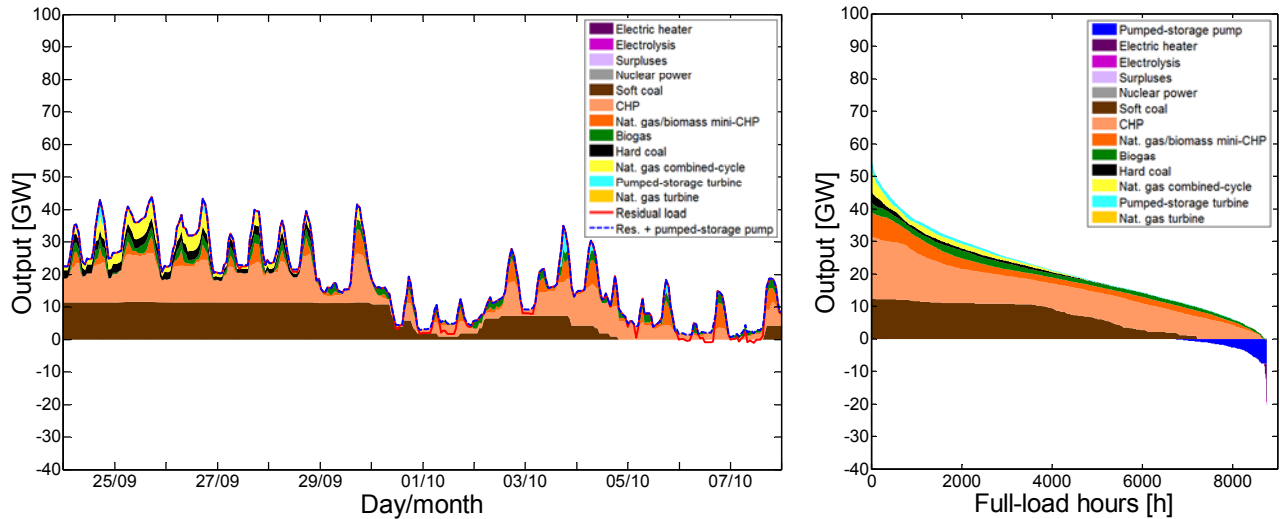 100
90
80
70
60
50
40
30
20
10
0
-10
-20
-30
-40
Output [GW]
25/09
27/09
29/09
01/10
03/10
05/10
07/10
Day/month
Electric heater
Electrolysis
Surpluses
Nuclear power
Soft coal
CHP
Nat. gas/biomass mini-CHP
Biogas
Hard coal
Nat. gas combined-cycle
Pumped-storage turbine
Nat. gas turbine
Residual load
Res. + pumped-storage pump
100
90
80
70
60
50
40
30
20
10
0
-10
-20
-30
-40
Output [GW]
0
2000
4000
6000
8000
Full-load hours [h]
Pumped-storage pump
Electric heater
Electrolysis
Surpluses
Nuclear power
Soft coal
CHP
Nat. gas/biomass mini-CHP
Biogas
Hard coal
Nat. gas combined-cycle
Pumped-storage turbine
Nat. gas turbine